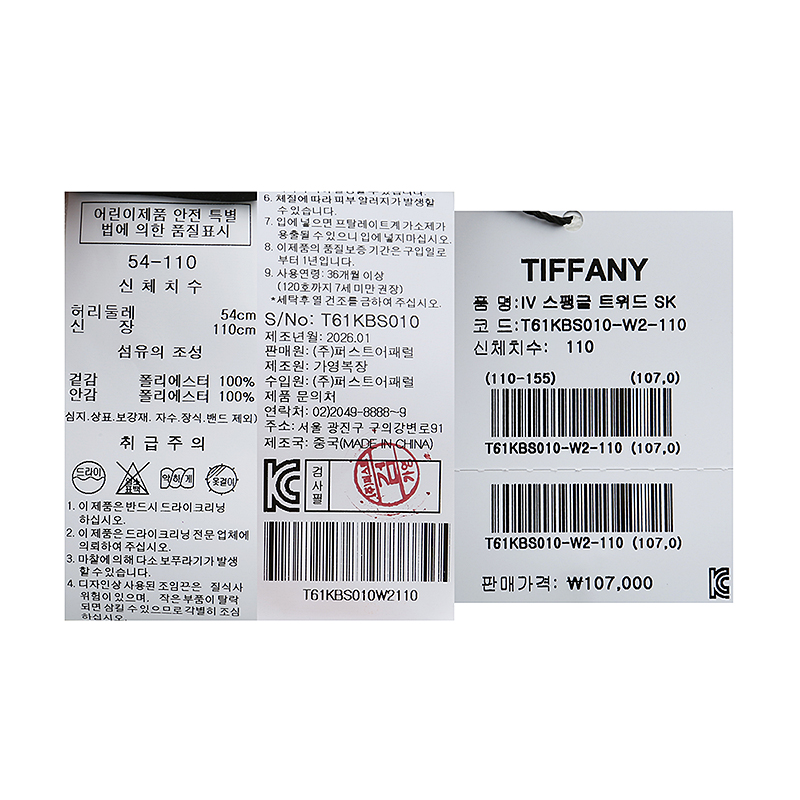 어린이제품 안전 특별
법에 의한 품질표시
54-110
신 체 치 수
허리둘레 54cm
신 장 110cm
섬유의 조성
겉감 폴리에스터 100%
안감 폴리에스터 100%
심지.상표.보강재. 자수.장식.밴드 제외)
취 급 주 의
드라이
염소
표백
약하게
옷걸이
1. 이 제품은 반드시 드라이크리닝
하십시오.
2. 이 제품은 드라이크리닝 전문 업체에
의뢰하여 주십시오.
3. 마찰에 의해 다소 보푸라기가 발생
할 수 있습니다.
4. 디자인상 사용된 조임끈은 질식사
위험이 있으며, 작은 부품이 탈락
되면 삼킬 수 있으므로 각별히 조심
하십시오.
6. 체질에 따라 피부 알러지가 발생할
수 있습니다.
7. 입에 넣으면 프탈레이트계 가소제가
용출될 수 있으니 입에 넣지마십시오.
8. 이제품의 품질보증 기간은 구입일로
부터 1년입니다.
9. 사용연령: 36개월 이상
(120호까지 7세 미만 권장)
*세탁후 열 건조를 금하여 주십시오.
S/No: T61KBS010
제조년월: 2026.01
판매원: (주)퍼스트어패럴
제조원: 가영복장
수입원: (주)퍼스트어패럴
제품 문의처
연락처: 02)2049-8888~9
주소: 서울 광진구 구의강변로91
제조국: 중국(MADE IN CHINA)
KC
검
사
필
검
가영
T61KBS010W2110
TIFFANY
품 명:IV 스팽글 트위드 SK
코 드:T61KBS010-W2-110
신체치수: 110
(110-155) (107,0)
T61KBS010-W2-110 (107,0)
T61KBS010-W2-110 (107,0)
판매가격: ₩107,000
KC